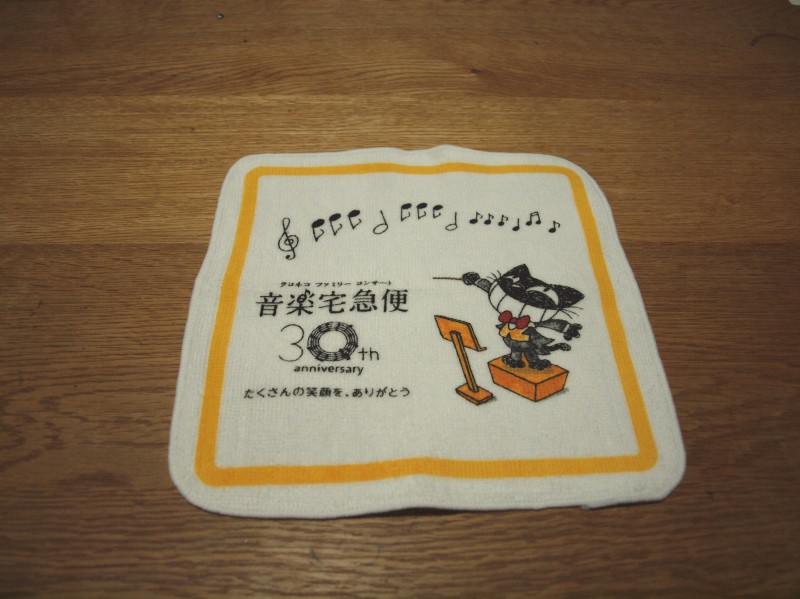 クロネコ ファミリー コンサート
音楽宅急便
30th
anniversary
たくさんの笑顔を、ありがとう